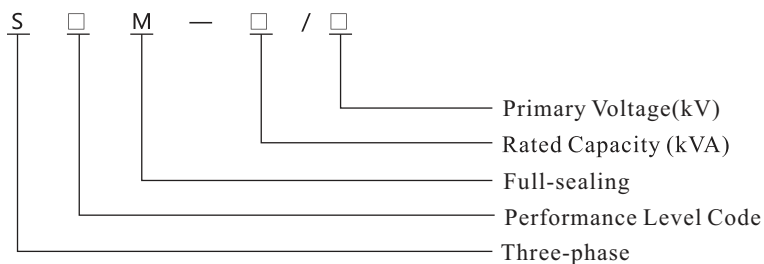 S □ M — □ / □
Primary Voltage(kV)
Rated Capacity (kVA)
Full-sealing
Performance Level Code
Three-phase